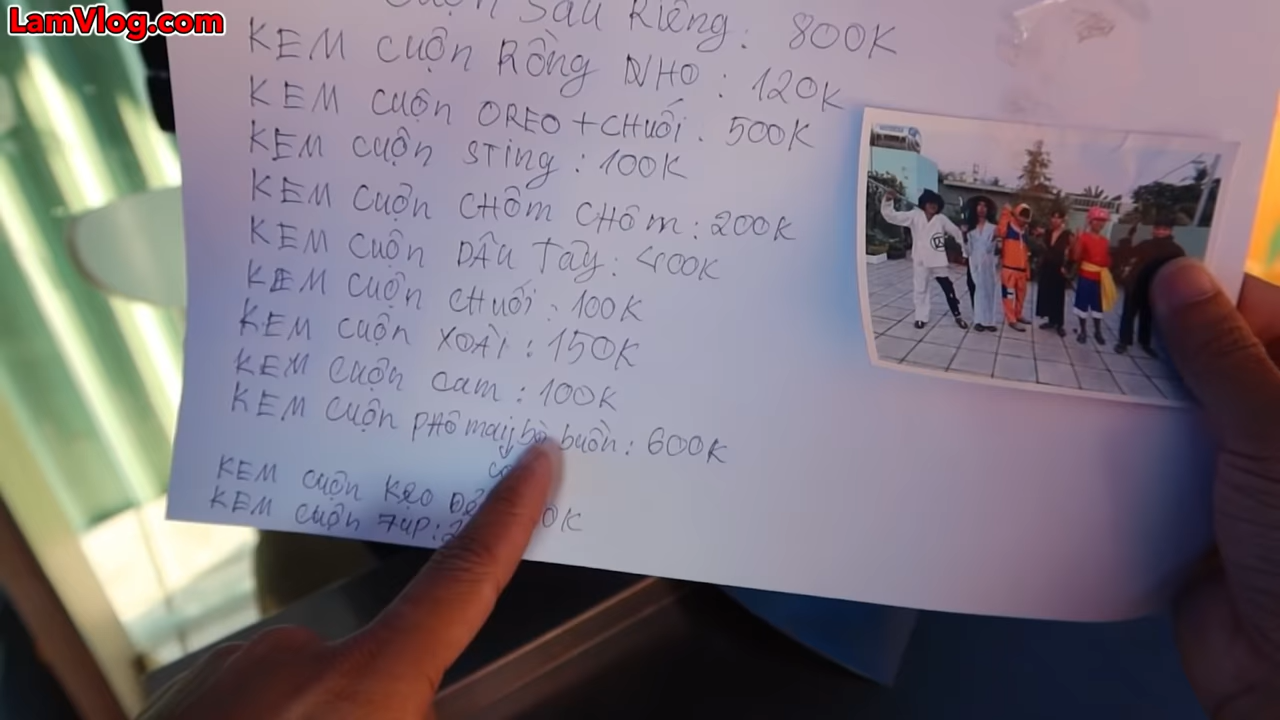 LamVlog.com
Cuộn Sầu Riêng: 800K
KEM Cuộn Rồng NHO: 120K
KEM Cuộn OREO + CHuối. 500K
KEM Cuộn STing: 100K
KEM Cuộn CHÔM CHÔM: 200K
KEM Cuộn DÂu Tây: 400K
KEM Cuộn CHuối: 100K
KEM Cuộn XOÀi: 150K
KEM Cuộn Cam: 100K
KEM Cuộn PHô mai bò buồn: 600K
KEM Cuộn KẹO
KEM Cuộn 7UP: